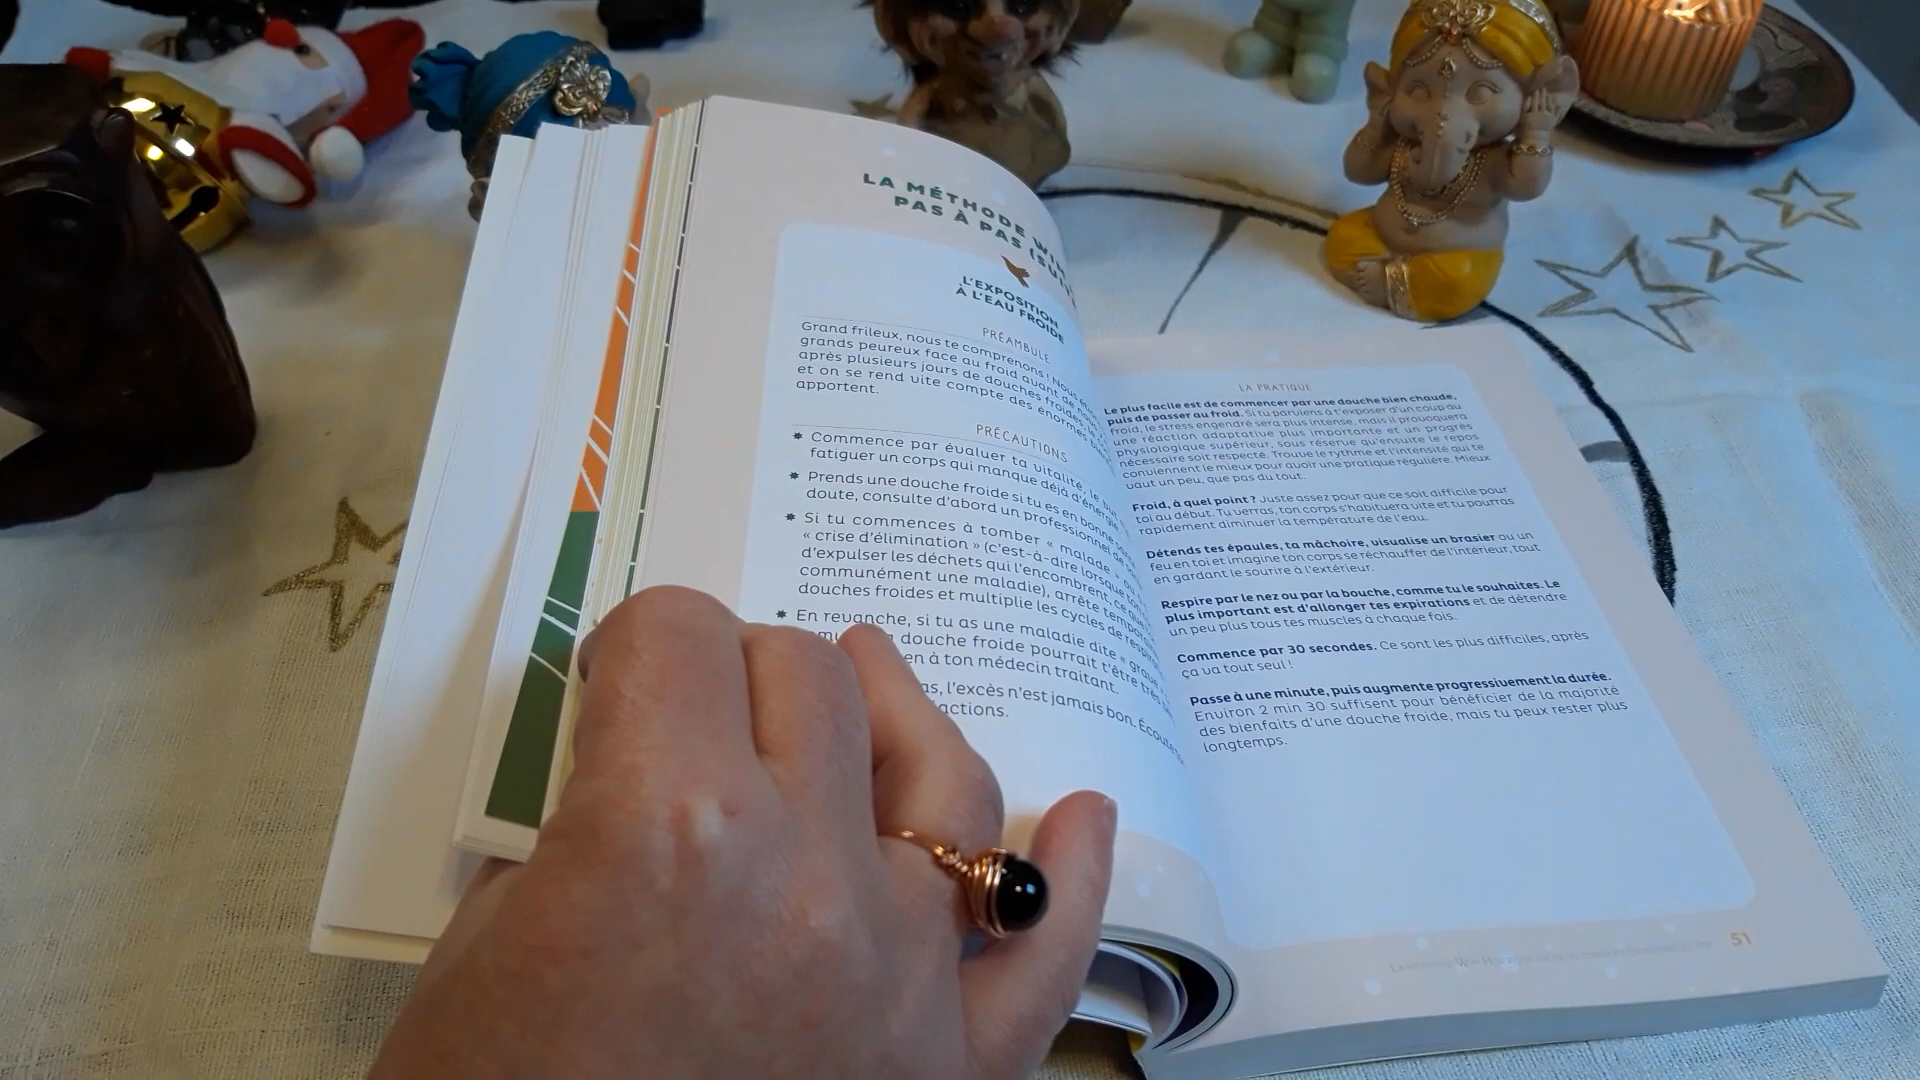 LA MÉTHODE WIM
PAS À PAS (SUI
L'EXPOSITION
À L'EAU FROIDE
PRÉAMBULE
Grand frileux, nous te comprenons ! Nous
grands peureux face au froid avant de
après plusieurs jours de douches froides,
et on se rend vite compte des énormes
apportent.
PRÉCAUTIONS
Commence par évaluer ta vitalité, le but
fatiguer un corps qui manque déjà d'énergie
Prends une douche froide si tu es en bonne
doute, consulte d'abord un professionnel de
Si tu commences à tomber « malade » ou
« crise d'élimination » (c'est-à-dire lorsque ton
d'expulser les déchets qui l'encombrent, ce que
communément une maladie), arrête
douches froides et multiplie les cycles de
En revanche, si tu as une maladie dite « grave
douche froide pourrait t'être très
en à ton médecin traitant.
as, l'excès n'est jamais bon. Écoute
actions.
LA PRATIQUE
Le plus facile est de commencer par une douche bien chaude,
puis de passer au froid. Si tu parviens à t'exposer d'un coup au
froid, le stress engendré sera plus intense, mais il provoquera
une réaction adaptative plus importante et un progrès
physiologique supérieur, sous réserve qu'ensuite le repos
nécessaire soit respecté. Trouve le rythme et l'intensité qui te
conviennent le mieux pour avoir une pratique régulière. Mieux
vaut un peu, que pas du tout.
Froid, à quel point ? Juste assez pour que ce soit difficile pour
toi au début. Tu verras, ton corps s'habituera vite et tu pourras
rapidement diminuer la température de l'eau.
Détends tes épaules, ta mâchoire, visualise un brasier ou un
feu en toi et imagine ton corps se réchauffer de l'intérieur, tout
en gardant le sourire à l'extérieur.
Respire par le nez ou par la bouche, comme tu le souhaites. Le
plus important est d'allonger tes expirations et de détendre
un peu plus tous tes muscles à chaque fois.
Commence par 30 secondes. Ce sont les plus difficiles, après
ça va tout seul !
Passe à une minute, puis augmente progressivement la durée.
Environ 2 min 30 suffisent pour bénéficier de la majorité
des bienfaits d'une douche froide, mais tu peux rester plus
longtemps.
51